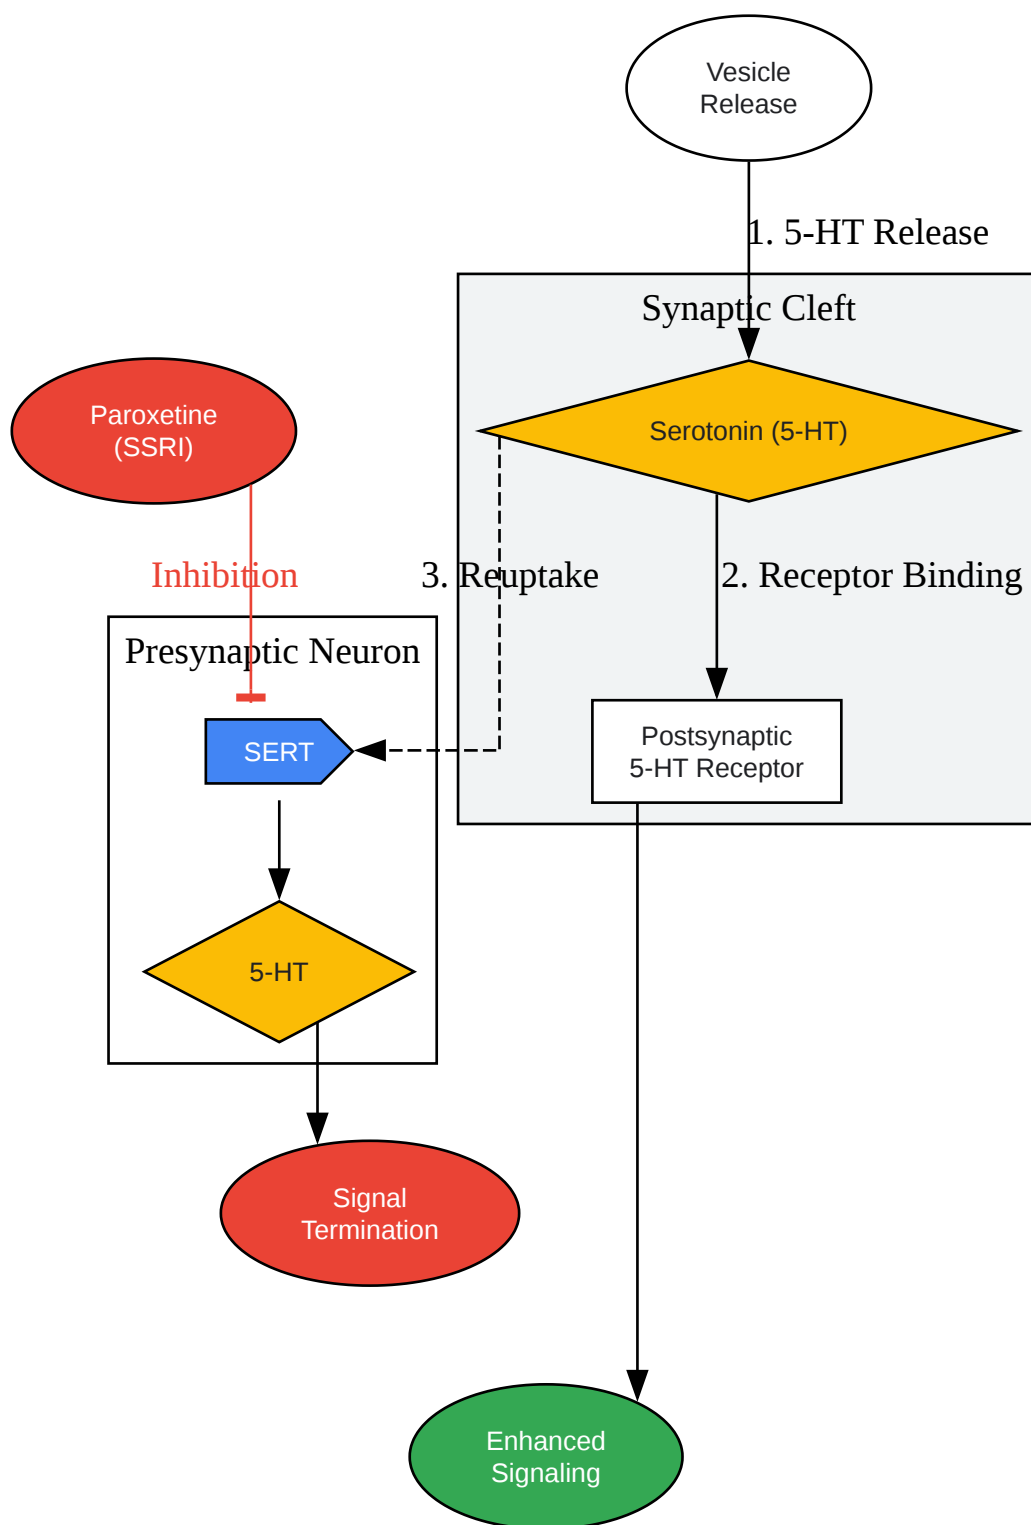 Vesicle
Release
1. 5-HT Release
Synaptic Cleft
Paroxetine
(SSRI)
Serotonin (5-HT)
Inhibition
3. Reuptake
2. Receptor Binding
Presynaptic Neuron
SERT
Postsynaptic
5-HT Receptor
5-HT
Signal
Termination
Enhanced
Signaling